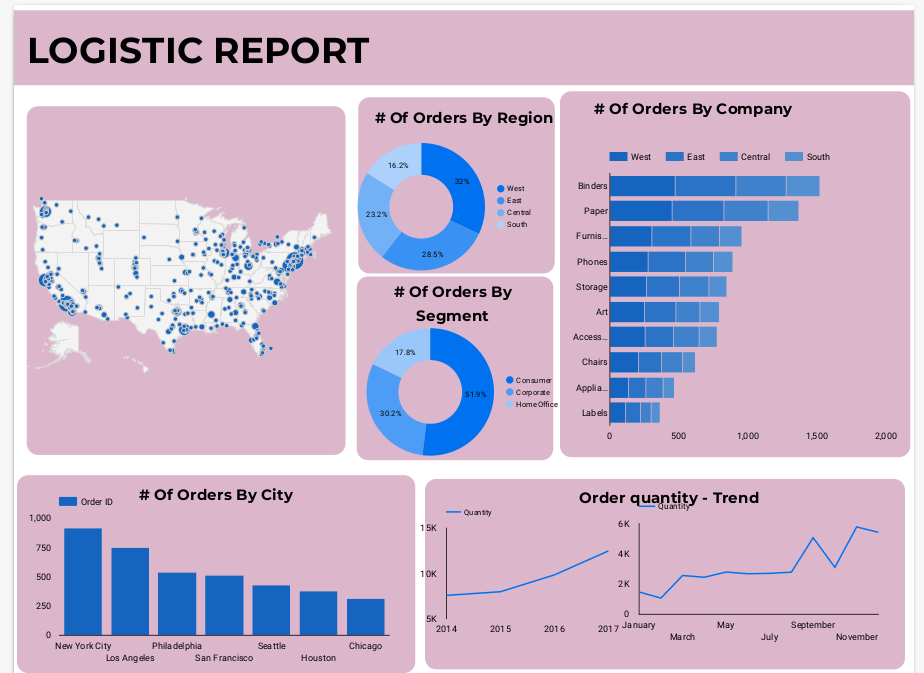 LOGISTIC REPORT
# Of Orders By Region
16.2%
32%
23.2%
28.5%
West
East
Central
South
# Of Orders By Company
West East Central South
Binders
Paper
Furnis...
Phones
Storage
Art
Access...
Chairs
Applia...
Labels
0 500 1,000 1,500 2,000
# Of Orders By
Segment
17.8%
51.9%
30.2%
Consumer
Corporate
Home Office
# Of Orders By City
Order ID
1,000
750
500
250
0
New York City Philadelphia Seattle Chicago
Los Angeles San Francisco Houston
Order quantity - Trend
Quantity
15K
10K
5K
2014 2015 2016 2017
Quantity
6K
4K
2K
0
January May September
March July November